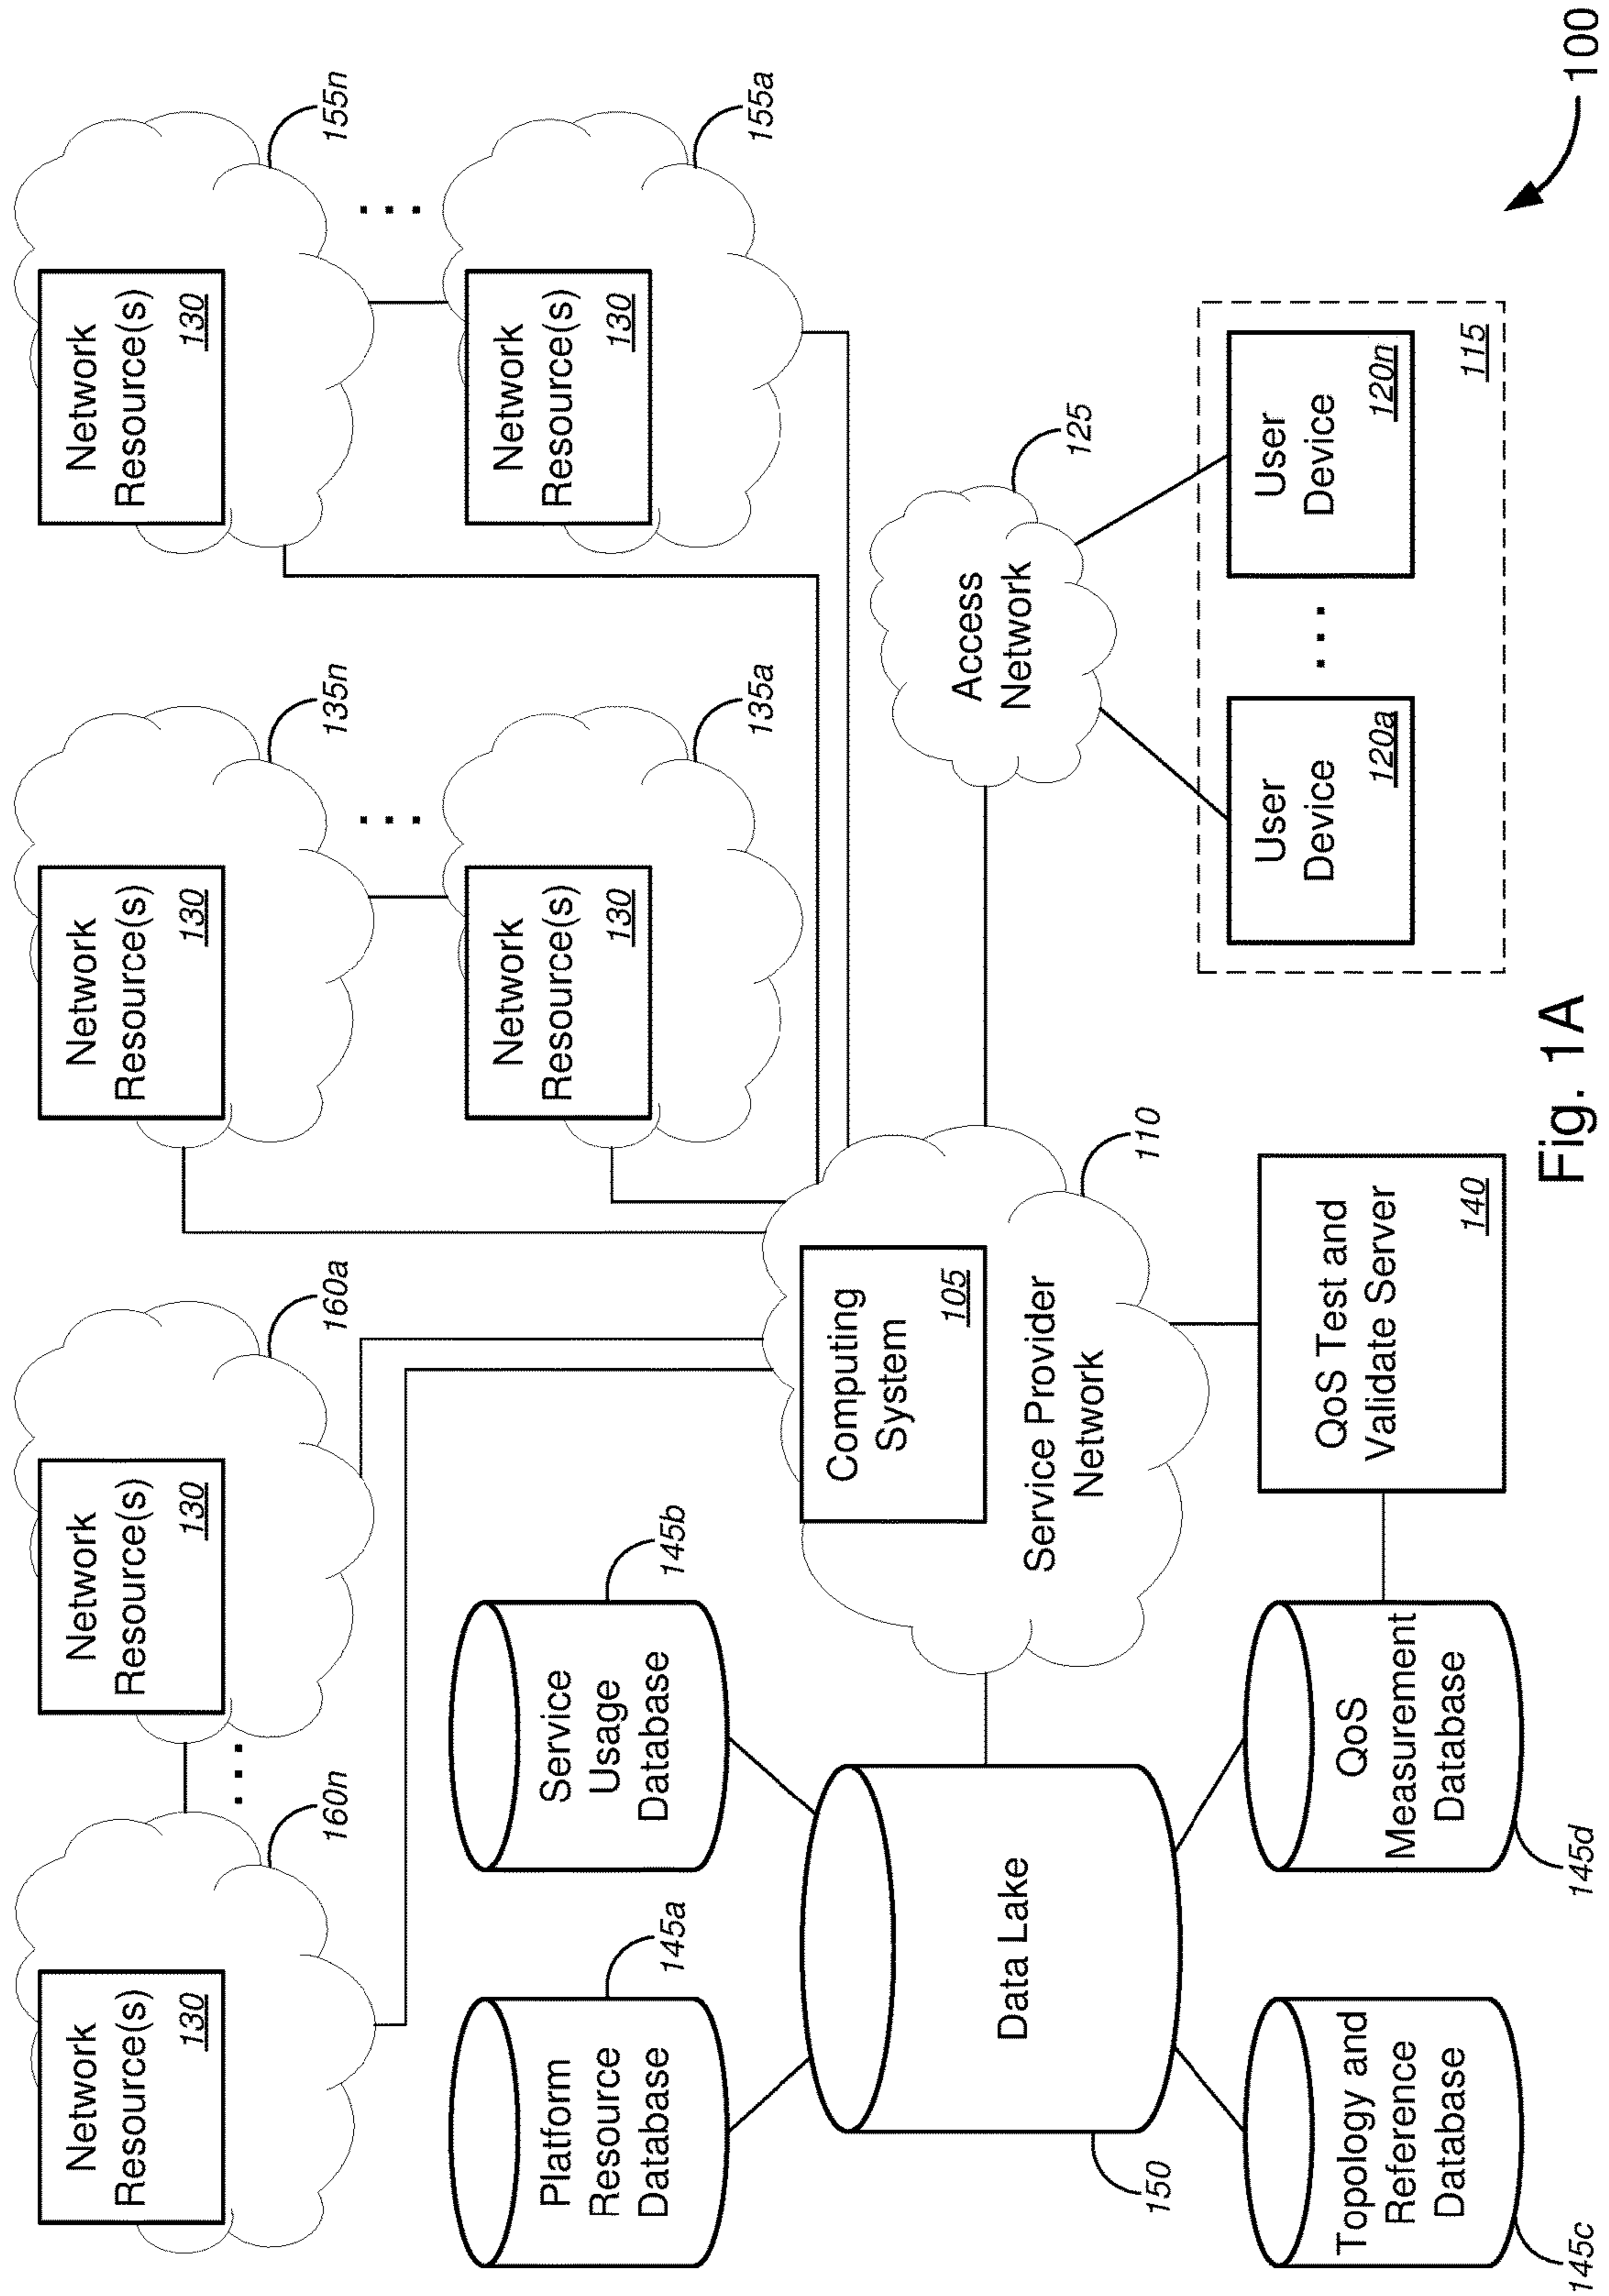 Network
Resource(s)
130
160n
Network
Resource(s)
130
160a
Network
Resource(s)
130
135n
Network
Resource(s)
130
155n
Platform
Resource
Database
145a
Service
Usage
Database
145b
Network
Resource(s)
130
135a
Network
Resource(s)
130
155a
Data Lake
150
Computing
System
105
Service Provider
Network
110
Access
Network
125
Topology and
Reference
Database
145c
QoS
Measurement
Database
145d
QoS Test and
Validate Server
140
User
Device
120a
User
Device
120n
115
Fig. 1A
100